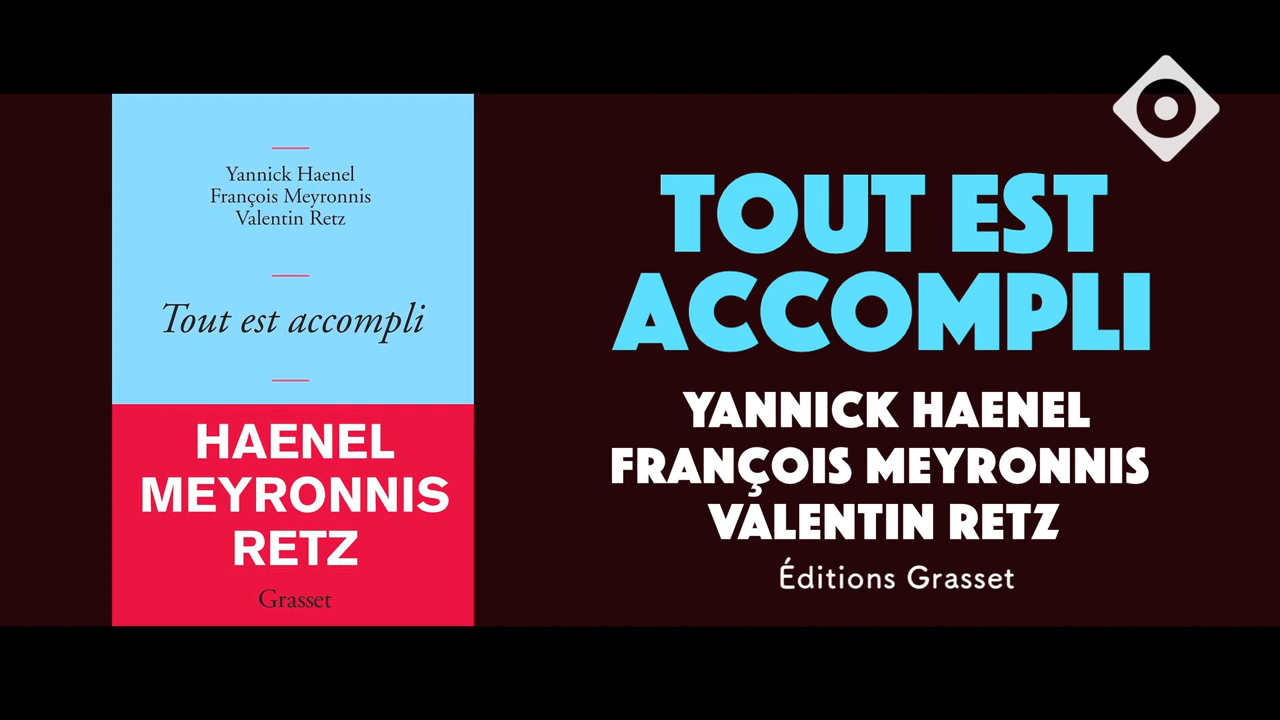 Yannick Haenel
François Meyronnis
Valentin Retz
Tout est accompli
HAENEL
MEYRONNIS
RETZ
Grasset
TOUT EST
ACCOMPLI
YANNICK HAENEL
FRANÇOIS MEYRONNIS
VALENTIN RETZ
Éditions Grasset